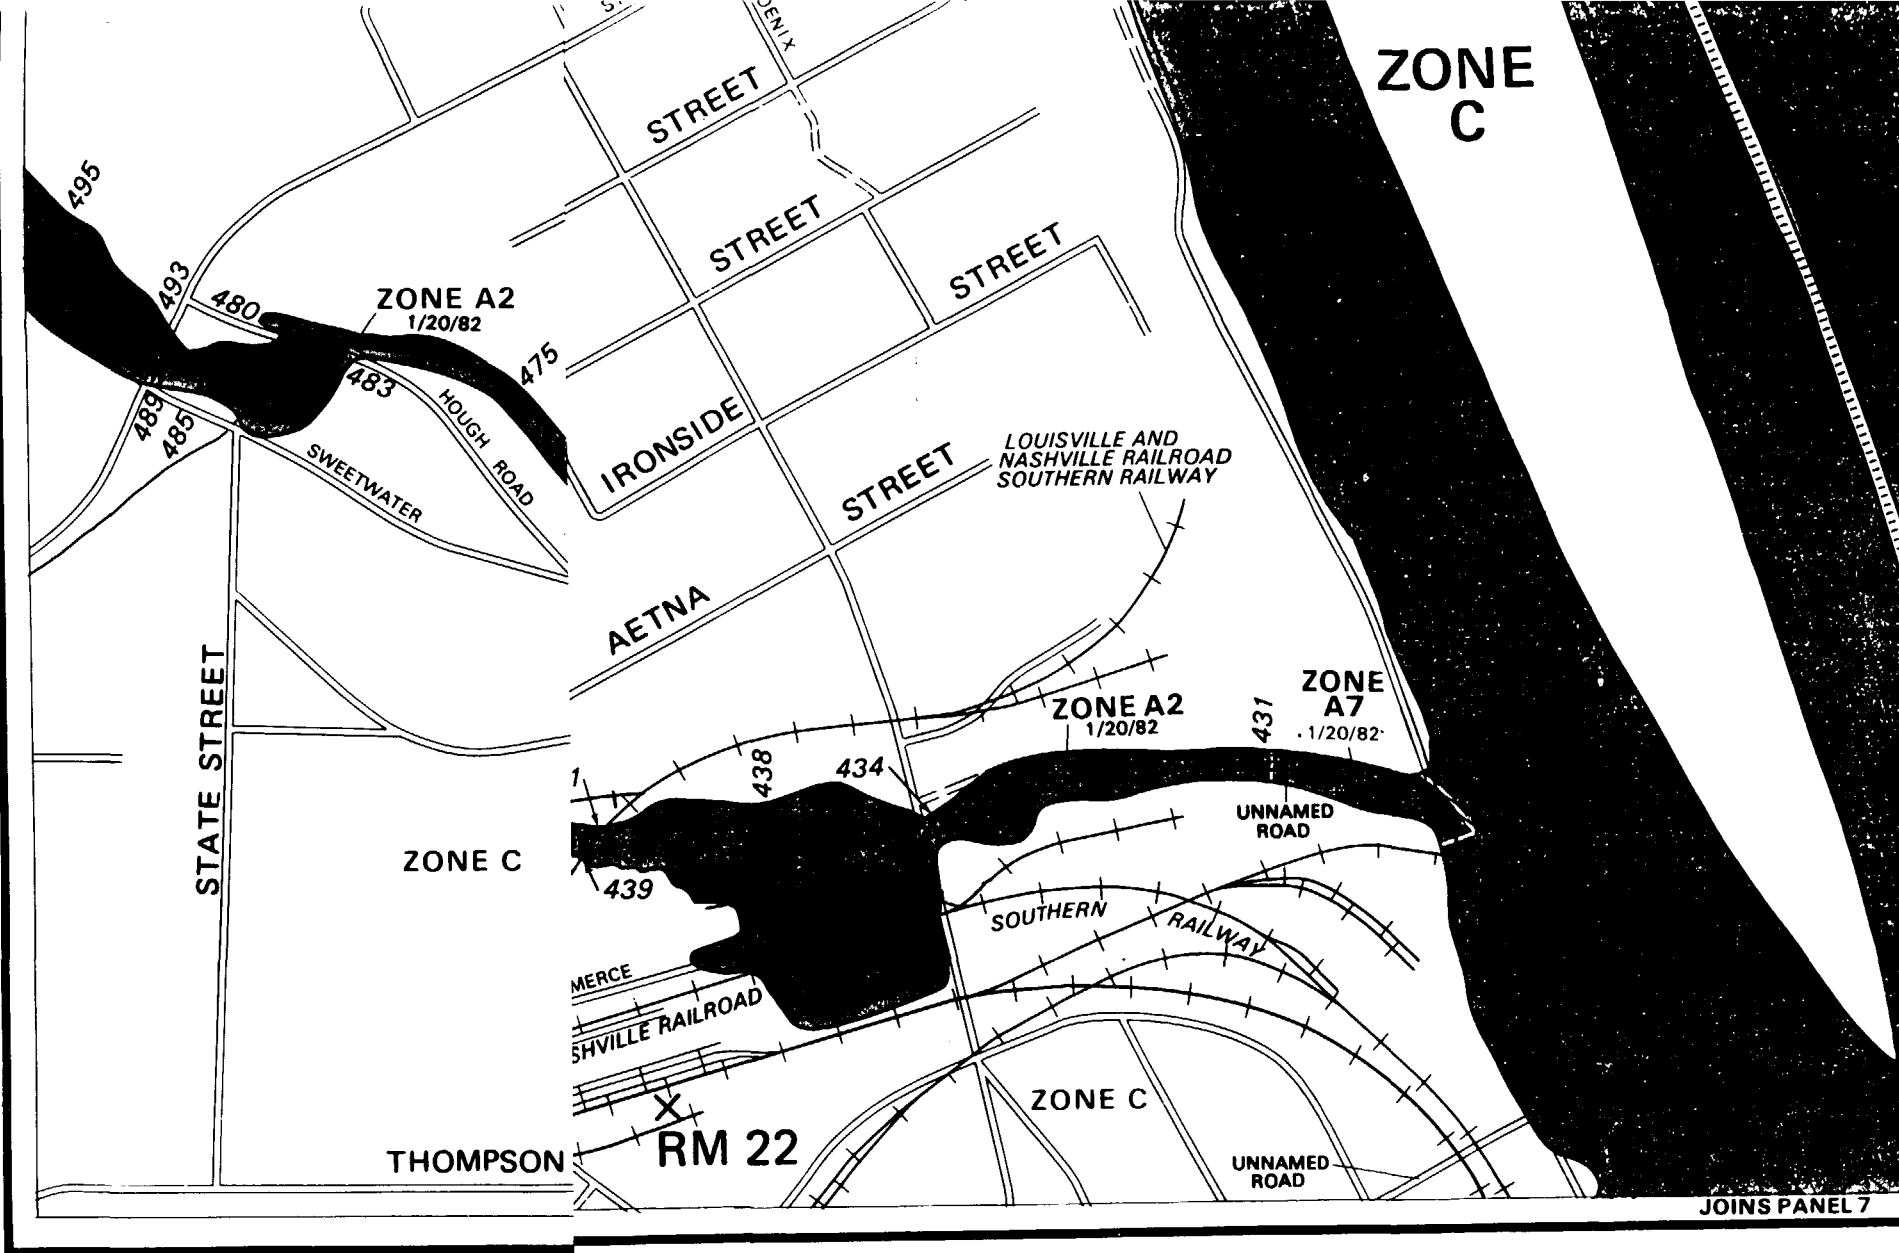 ZONE
C
STREET
495
STREET
STREET
493
480
ZONE A2
1/20/82
475
483
489
485
HOUGH ROAD
SWEETWATER
IRONSIDE
STREET
LOUISVILLE AND
NASHVILLE RAILROAD
SOUTHERN RAILWAY
AETNA
STATE STREET
ZONE A2
1/20/82
431
ZONE
A7
1/20/82
438
434
UNNAMED
ROAD
ZONE C
439
SOUTHERN RAILWAY
MERCE
SHVILLE RAILROAD
ZONE C
RM 22
THOMPSON
UNNAMED
ROAD
JOINS PANEL 7